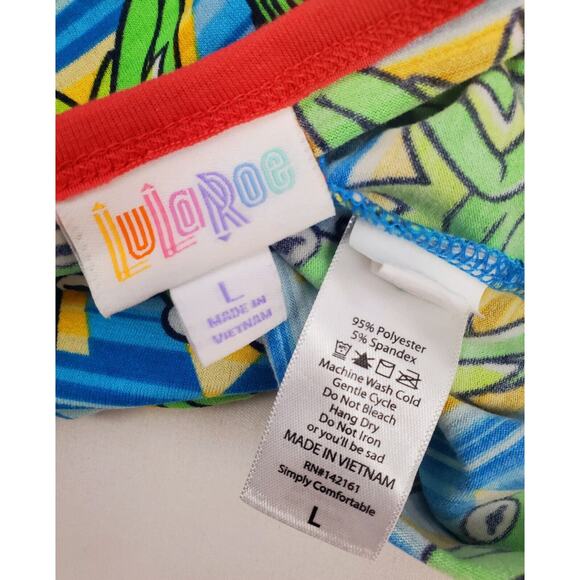 LuLaRoe
L
MADE IN
VIETNAM
95% Polyester
5% Spandex
Machine Wash Cold
Gentle Cycle
Do Not Bleach
Hang Dry
Do Not Iron
or you'll be sad
MADE IN VIETNAM
RN#142161
Simply Comfortable
L